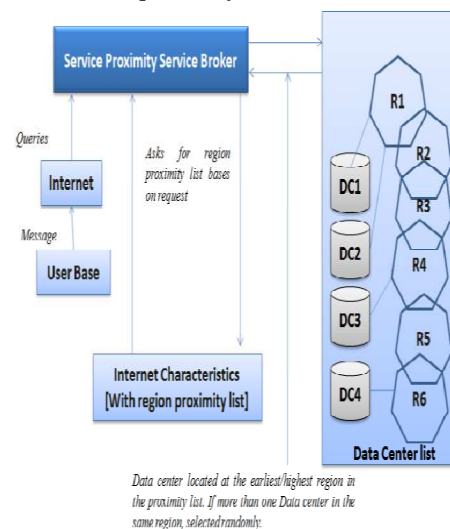 Service Proximity Service Broker
Queries
Internet
Message
User Base
Asks for region
proximity list bases
on request
Internet Characteristics
[With region proximity list]
R1
R2
R3
R4
R5
R6
DC1
DC2
DC3
DC4
Data Center list
Data center located at the earliest/highest region in
the proximity list. If more than one Data center in the
same region, selected randomly.